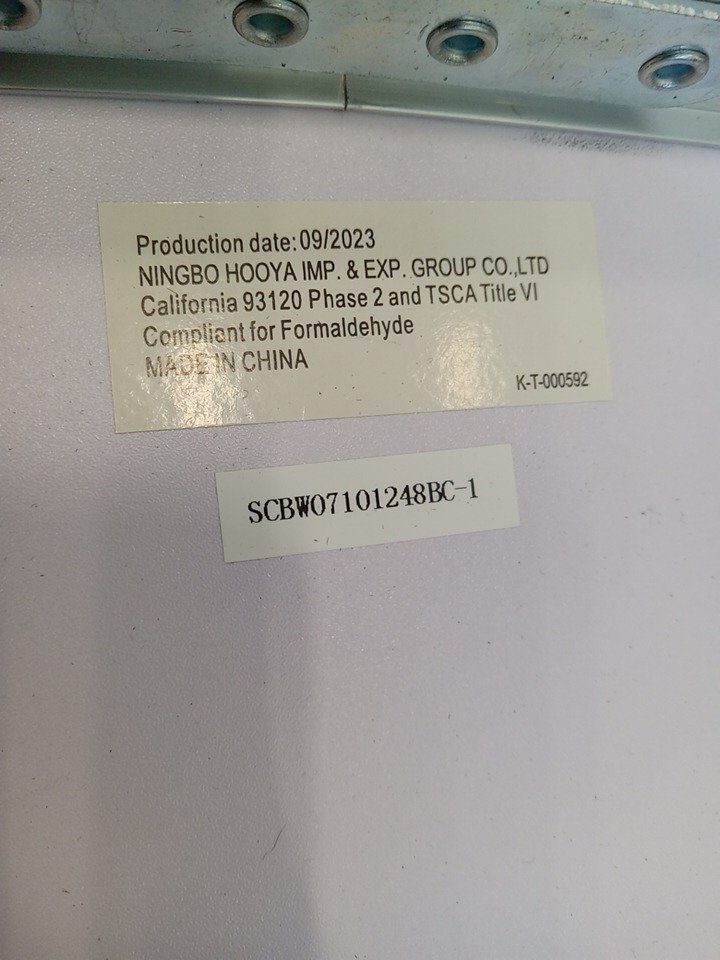 Production date: 09/2023
NINGBO HOOYA IMP. & EXP. GROUP CO.,LTD
California 93120 Phase 2 and TSCA Title VI
Compliant for Formaldehyde
MADE IN CHINA
K-T-000592
SCBW07101248BC-1